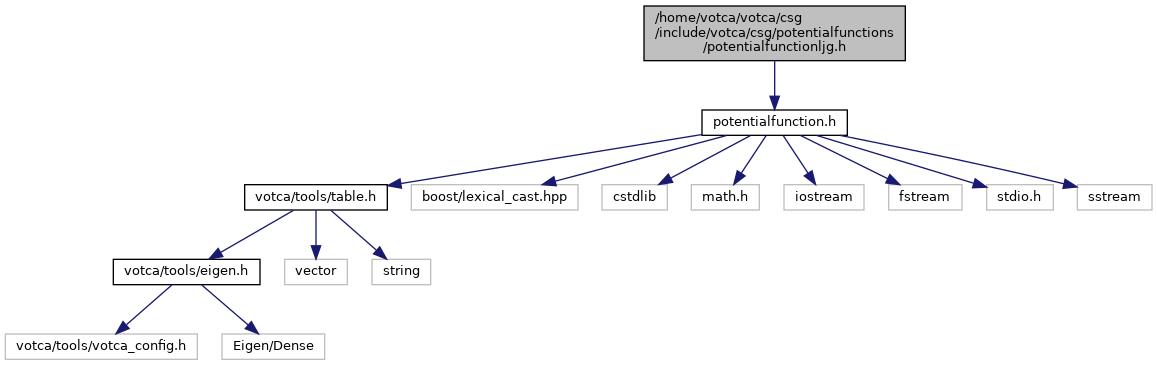 /home/votca/votca/csg
/include/votca/csg/potentialfunctions
/potentialfunctionljg.h
potentialfunction.h
votca/tools/table.h
boost/lexical_cast.hpp
cstdlib
math.h
iostream
fstream
stdio.h
sstream
votca/tools/eigen.h
vector
string
votca/tools/votca_config.h
Eigen/Dense